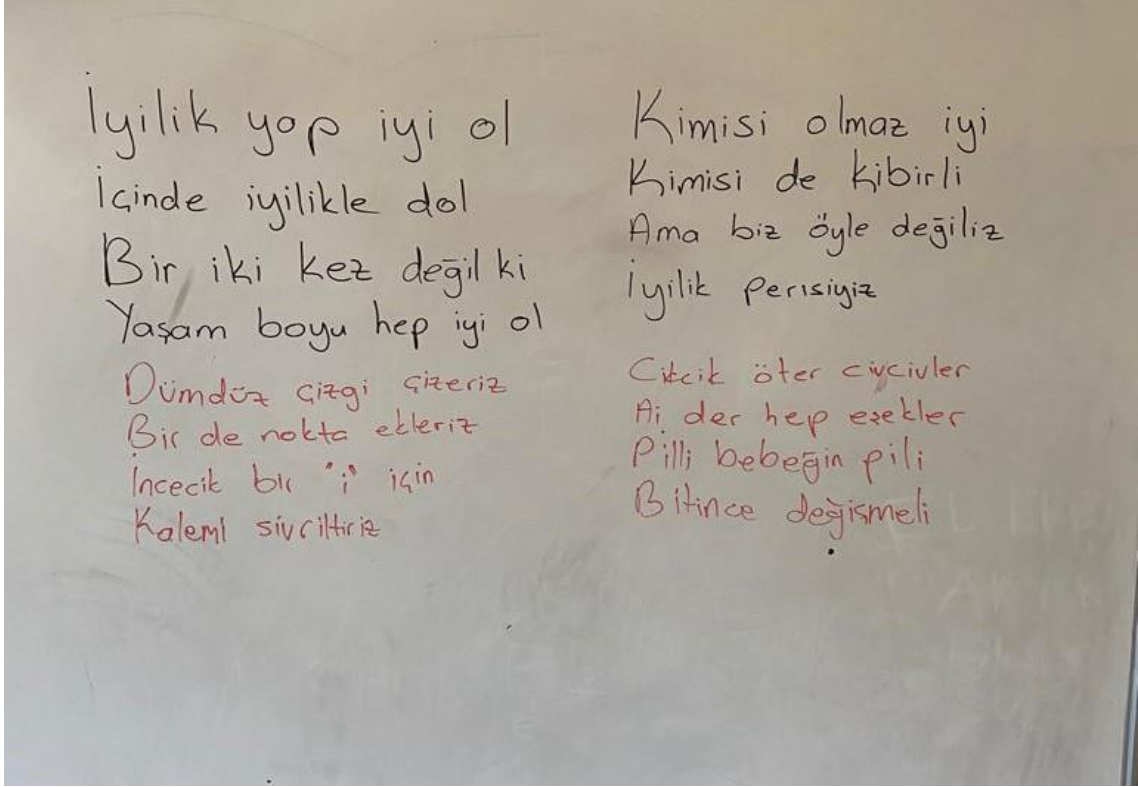 İyilik yap iyi ol
İçinde iyilikle dol
Bir iki kez değil ki
Yaşam boyu hep iyi ol
Dümdüz çizgi çizeriz
Bir de nokta ekleriz
İncecik bir "i" için
Kalemi sivriltiriz
Kimisi olmaz iyi
Kimisi de kibirli
Ama biz öyle değiliz
İyilik perisiyiz
Cikcik öter civcivler
Ai der hep eşekler
Pilli bebeğin pili
Bitince değişmeli